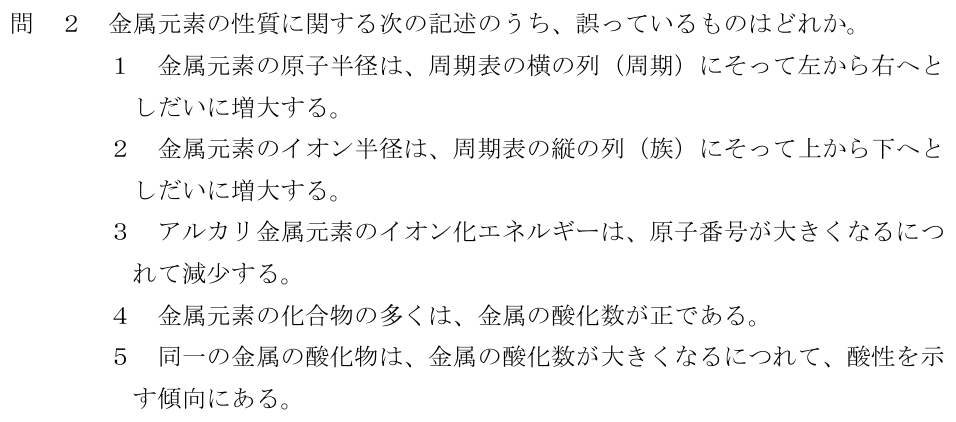 問　２　金属元素の性質に関する次の記述のうち、誤っているものはどれか。
１　金属元素の原子半径は、周期表の横の列（周期）にそって左から右へと
しだいに増大する。
２　金属元素のイオン半径は、周期表の縦の列（族）にそって上から下へと
しだいに増大する。
３　アルカリ金属元素のイオン化エネルギーは、原子番号が大きくなるにつ
れて減少する。
４　金属元素の化合物の多くは、金属の酸化数が正である。
５　同一の金属の酸化物は、金属の酸化数が大きくなるにつれて、酸性を示
す傾向にある。